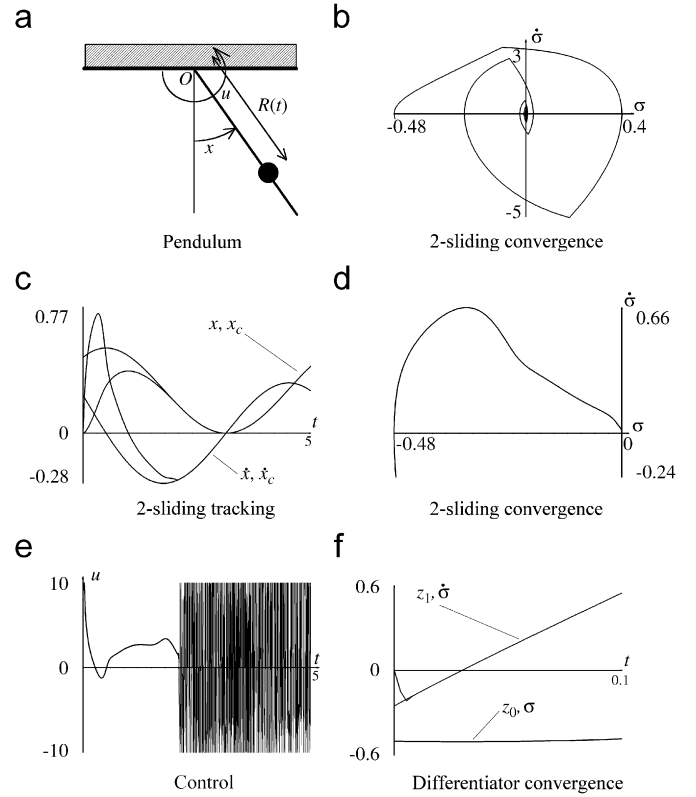 a
O
u
R(t)
x
Pendulum
b
σ̇
3
σ
-0.48
0.4
-5
2-sliding convergence
c
0.77
x, x_c
t
0
5
-0.28
ẋ, ẋ_c
2-sliding tracking
d
σ̇
0.66
σ
-0.48
0
-0.24
2-sliding convergence
e
10
u
t
0
5
-10
Control
f
0.6
z₁, σ̇
t
0
0.1
z₀, σ
-0.6
Differentiator convergence